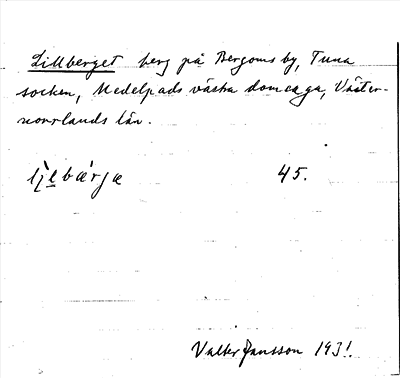 Lillberget berg på Bergoms by, Tuna
socken, Medelpads västra domsaga, Väster-
norrlands län.
45.
Valter Jansson 1931.